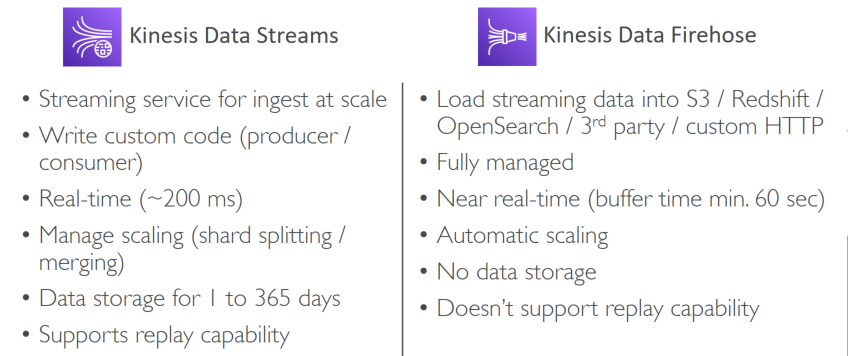 Kinesis Data Streams
• Streaming service for ingest at scale
• Write custom code (producer /
consumer)
• Real-time (~200 ms)
• Manage scaling (shard splitting /
merging)
• Data storage for 1 to 365 days
• Supports replay capability
Kinesis Data Firehose
• Load streaming data into S3 / Redshift /
OpenSearch / 3rd party / custom HTTP
• Fully managed
• Near real-time (buffer time min. 60 sec)
• Automatic scaling
• No data storage
• Doesn’t support replay capability